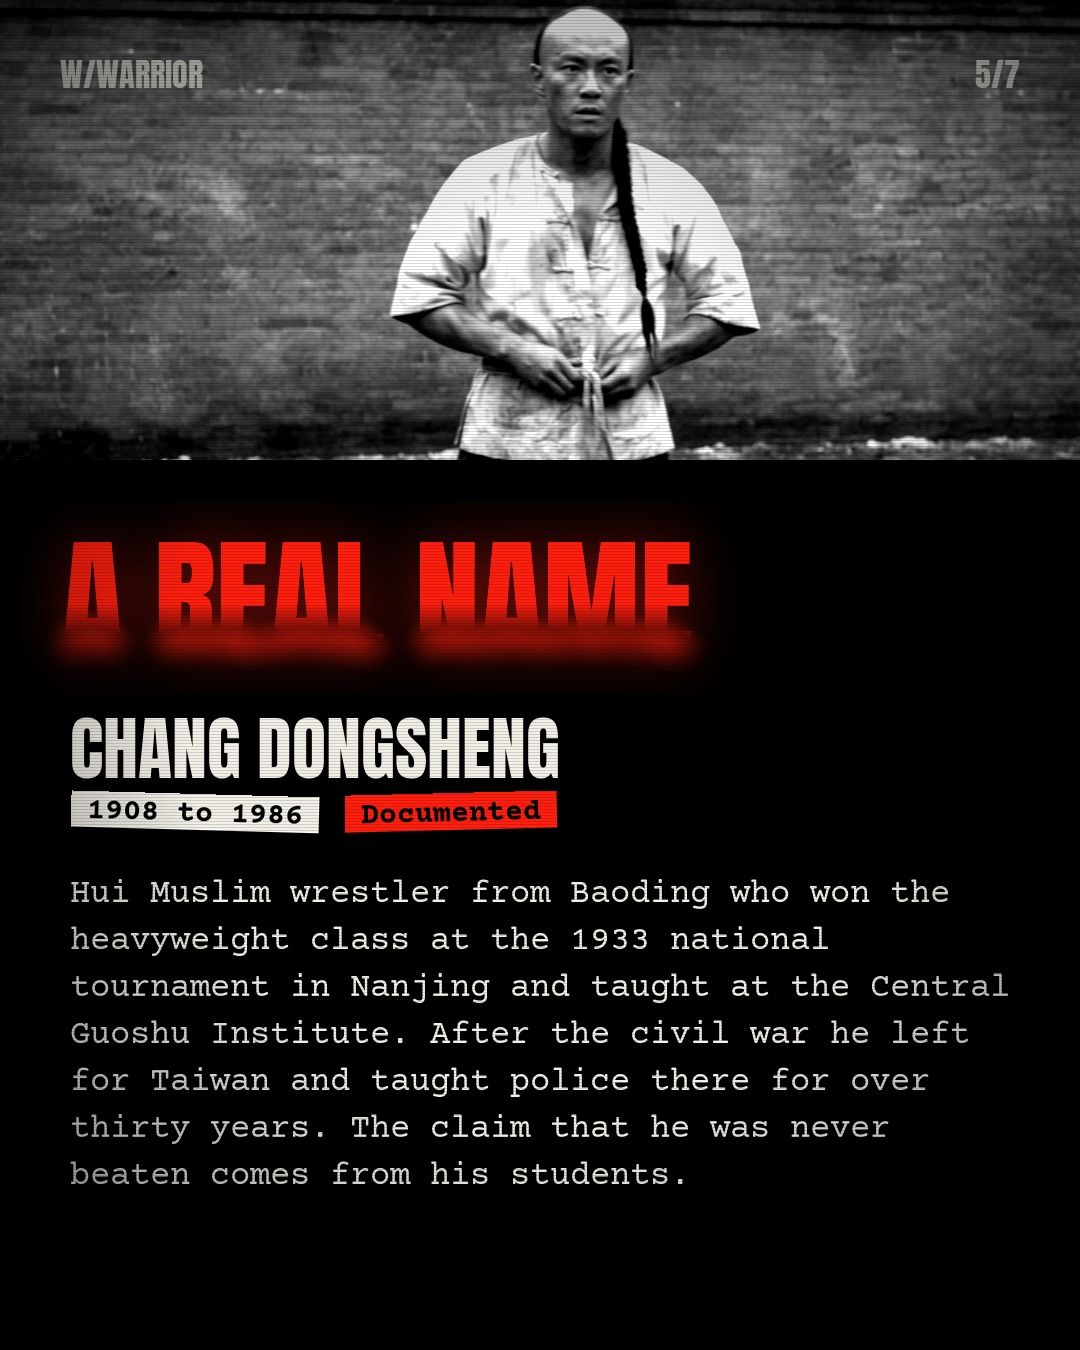 W/WARRIOR
5/7
A REAL NAME
CHANG DONGSHENG
1908 to 1986
Documented
Hui Muslim wrestler from Baoding who won the
heavyweight class at the 1933 national
tournament in Nanjing and taught at the Central
Guoshu Institute. After the civil war he left
for Taiwan and taught police there for over
thirty years. The claim that he was never
beaten comes from his students.